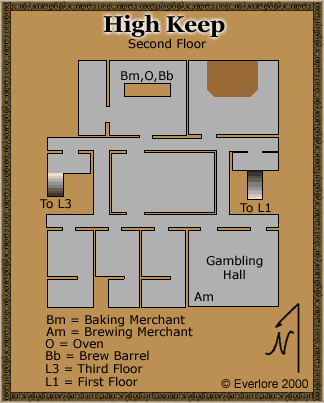 High Keep
Second Floor
Bm,O,Bb
To L3
To L1
Gambling
Hall
Am
Bm = Baking Merchant
Am = Brewing Merchant
O = Oven
Bb = Brew Barrel
L3 = Third Floor
L1 = First Floor
N
© Everlore 2000